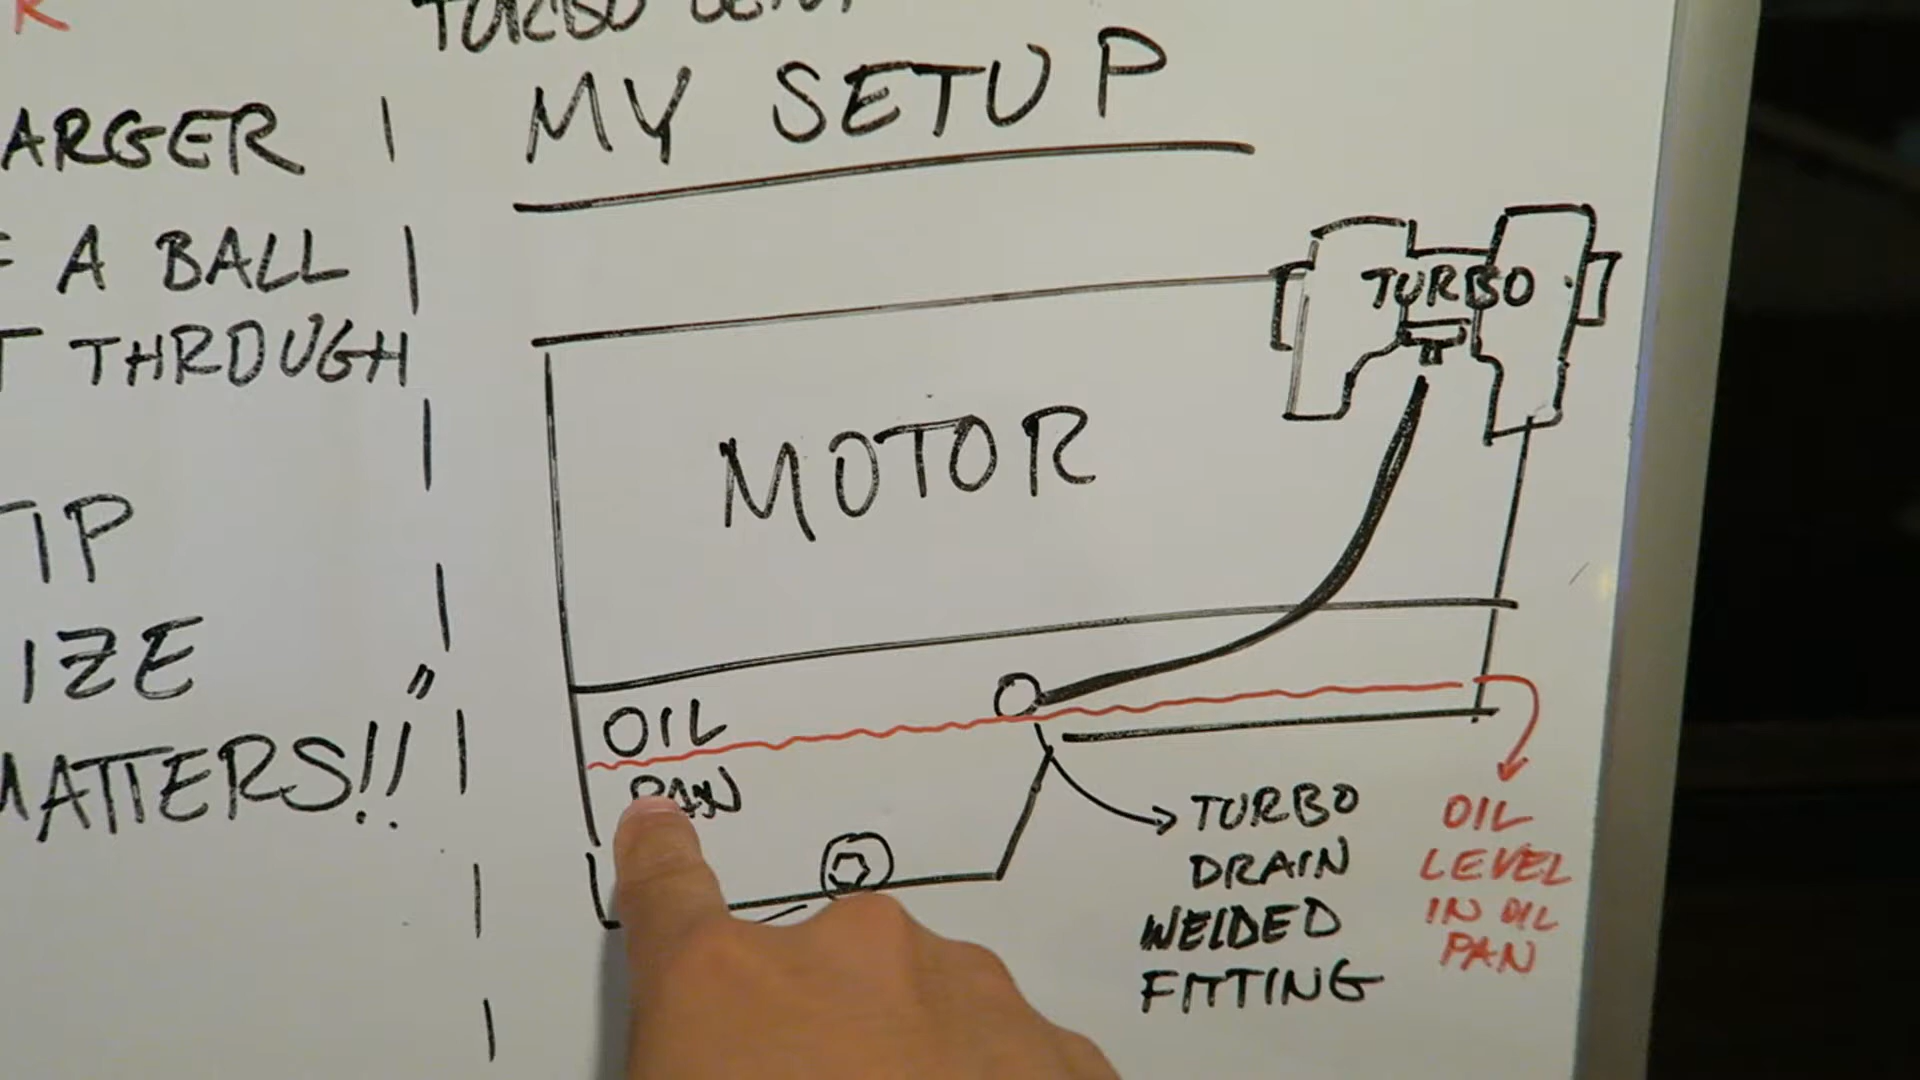 R
TURBO
ARGER
A BALL
THROUGH
TIP
IZE
"
MATTERS!!
MY SETUP
TURBO
MOTOR
OIL
PAN
TURBO
DRAIN
WELDED
FITTING
OIL
LEVEL
IN OIL
PAN